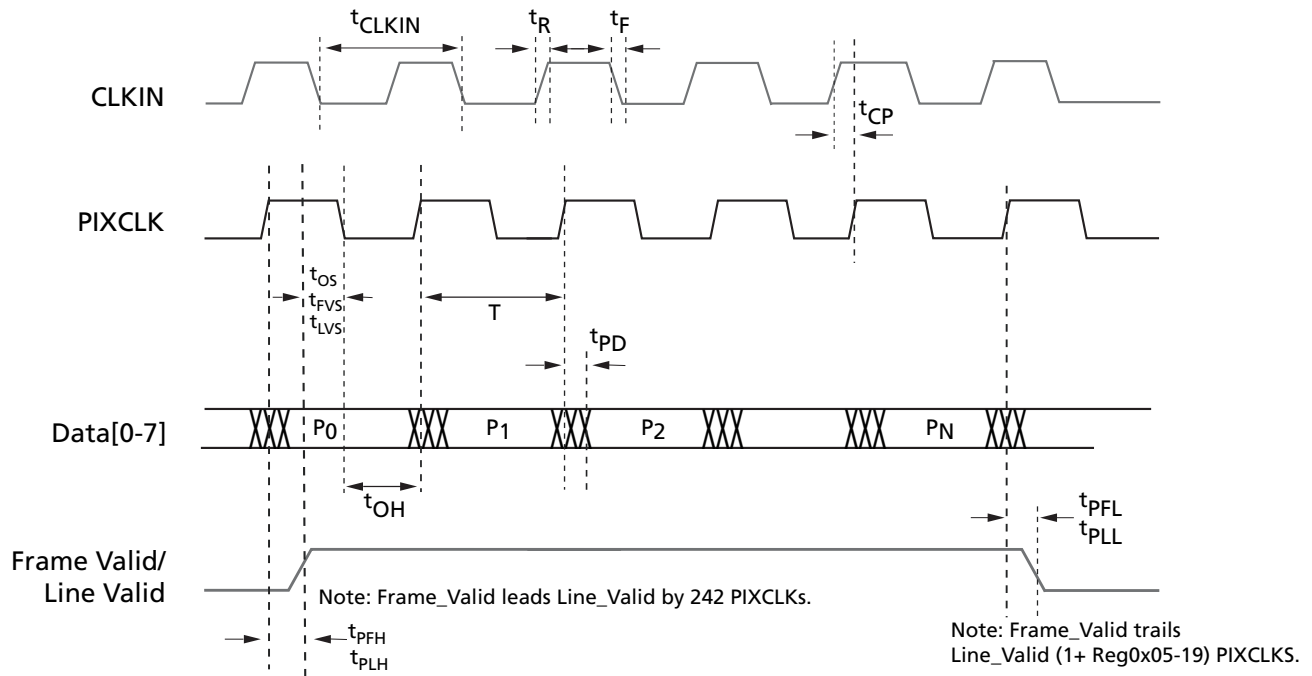 tCLKIN
tR
tF
CLKIN
tCP
PIXCLK
tOS
tFVS
tLVS
T
tPD
Data[0-7]
P0
P1
P2
PN
tOH
tPFL
tPLL
Frame Valid/
Line Valid
Note: Frame_Valid leads Line_Valid by 242 PIXCLKs.
tPFH
tPLH
Note: Frame_Valid trails
Line_Valid (1+ Reg0x05-19) PIXCLKS.